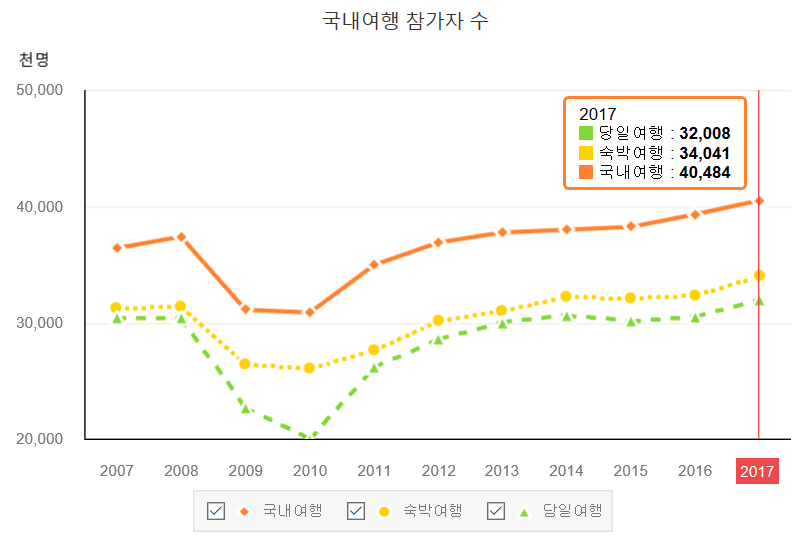 국내여행 참가자 수
천명
50,000
2017
당일여행 : 32,008
숙박여행 : 34,041
국내여행 : 40,484
40,000
30,000
20,000
2007 2008 2009 2010 2011 2012 2013 2014 2015 2016 2017
국내여행 숙박여행 당일여행